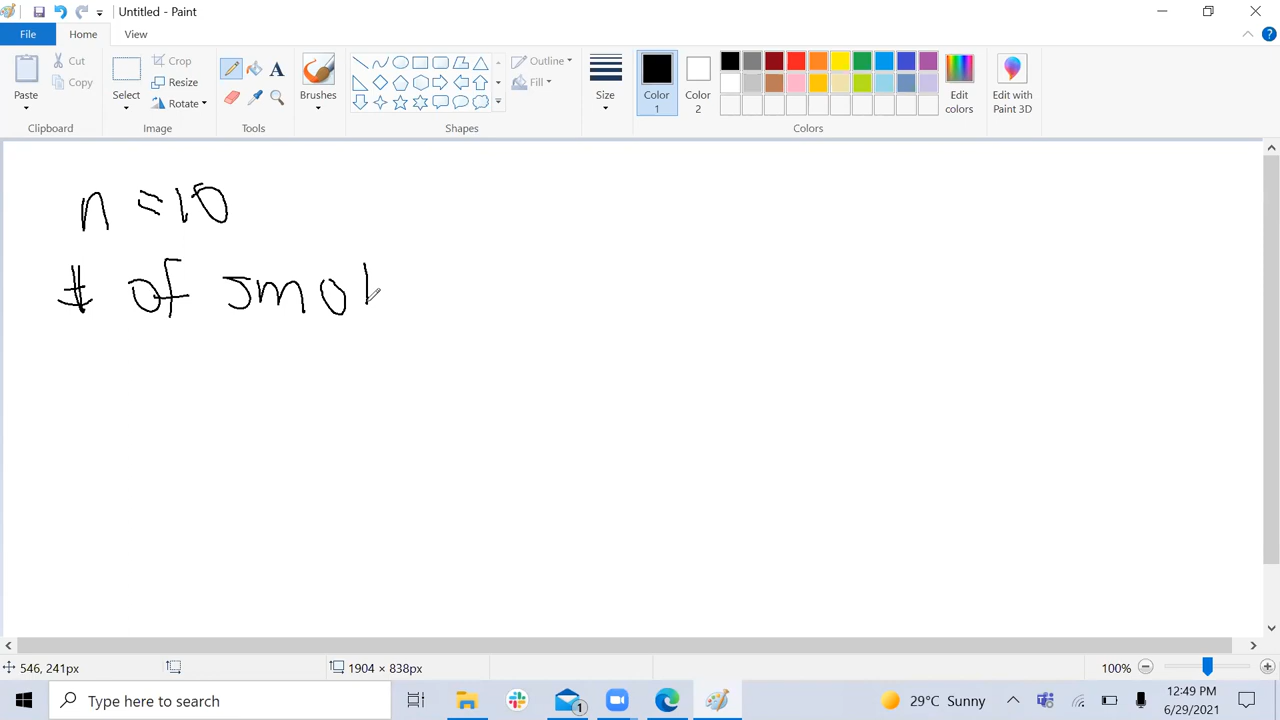 Untitled - Paint
File Home View
Cut
Copy
Paste
Clipboard
Select
Crop
Resize
Rotate
Image
A
Tools
Brushes
Outline
Fill
Shapes
Size
Color 1
Color 2
Edit colors
Colors
Edit with Paint 3D
n = 10
# of smok
546, 241px
1904 × 838px
100%
Type here to search
1
29°C Sunny
12:49 PM
6/29/2021